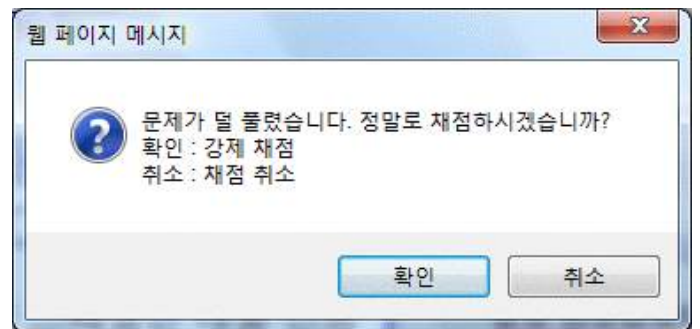 웹 페이지 메시지
문제가 덜 풀렸습니다. 정말로 채점하시겠습니까?
확인 : 강제 채점
취소 : 채점 취소
확인
취소